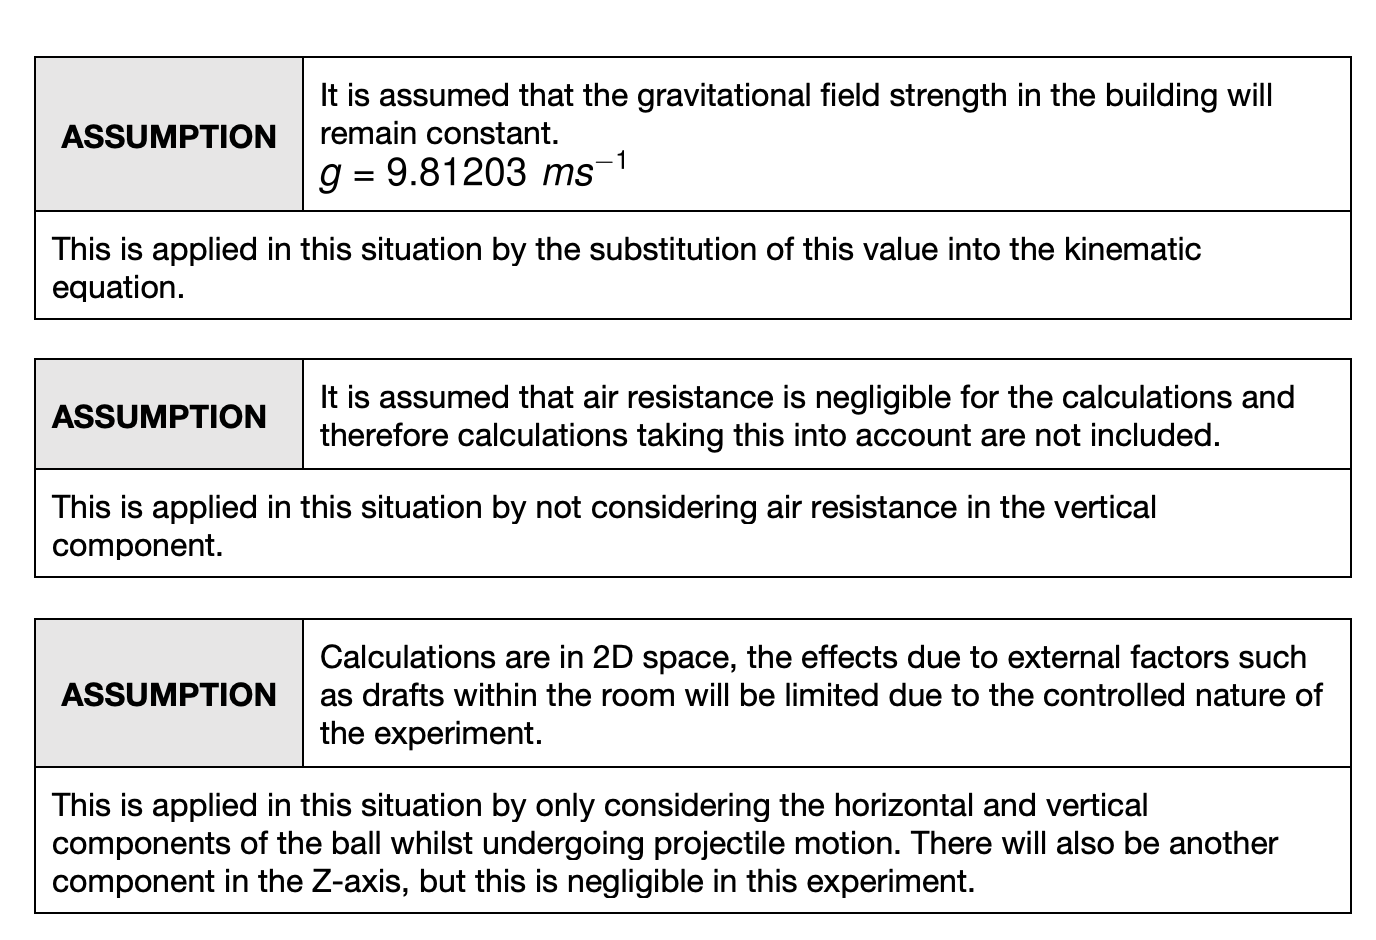 ASSUMPTION
It is assumed that the gravitational field strength in the building will
remain constant.
g = 9.81203 ms⁻¹
This is applied in this situation by the substitution of this value into the kinematic
equation.
ASSUMPTION
It is assumed that air resistance is negligible for the calculations and
therefore calculations taking this into account are not included.
This is applied in this situation by not considering air resistance in the vertical
component.
ASSUMPTION
Calculations are in 2D space, the effects due to external factors such
as drafts within the room will be limited due to the controlled nature of
the experiment.
This is applied in this situation by only considering the horizontal and vertical
components of the ball whilst undergoing projectile motion. There will also be another
component in the Z-axis, but this is negligible in this experiment.